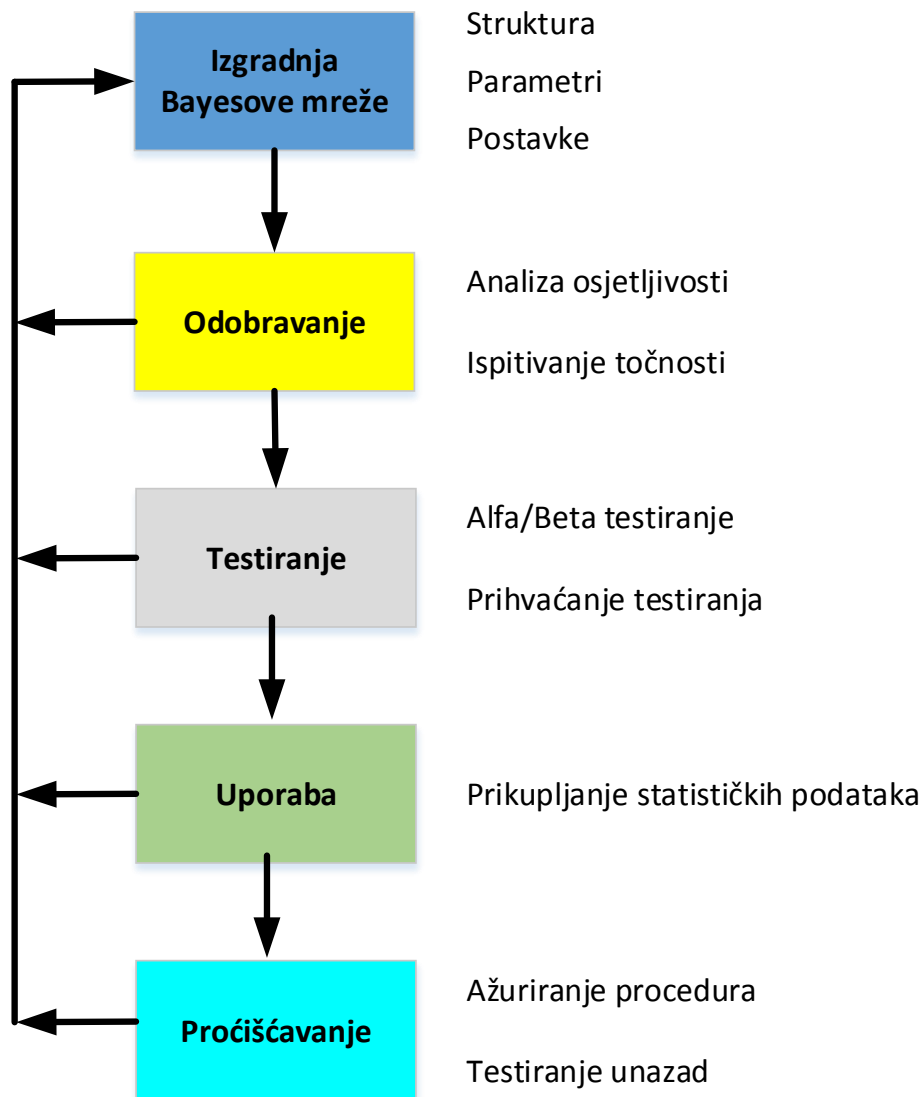 Struktura
Izgradnja
Bayesove mreže
Parametri
Postavke
Odobravanje
Analiza osjetljivosti
Ispitivanje točnosti
Testiranje
Alfa/Beta testiranje
Prihvaćanje testiranja
Uporaba
Prikupljanje statističkih podataka
Proćišćavanje
Ažuriranje procedura
Testiranje unazad